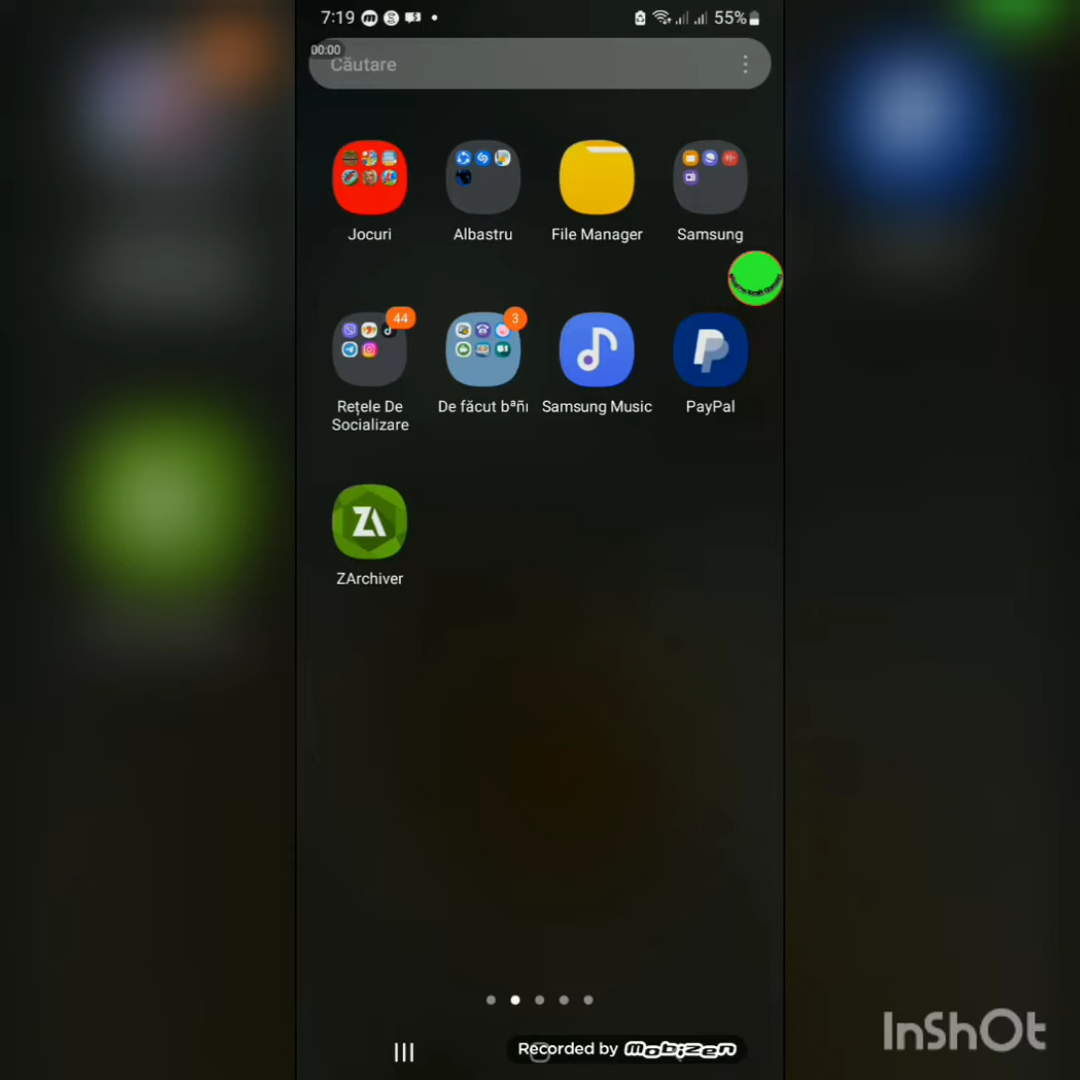 7:19
55%
00:00
Căutare
Jocuri
Albastru
File Manager
Samsung
44
3
Rețele De
Socializare
De făcut
Samsung Music
PayPal
ZA
ZArchiver
Recorded by Mobizen
InShOt